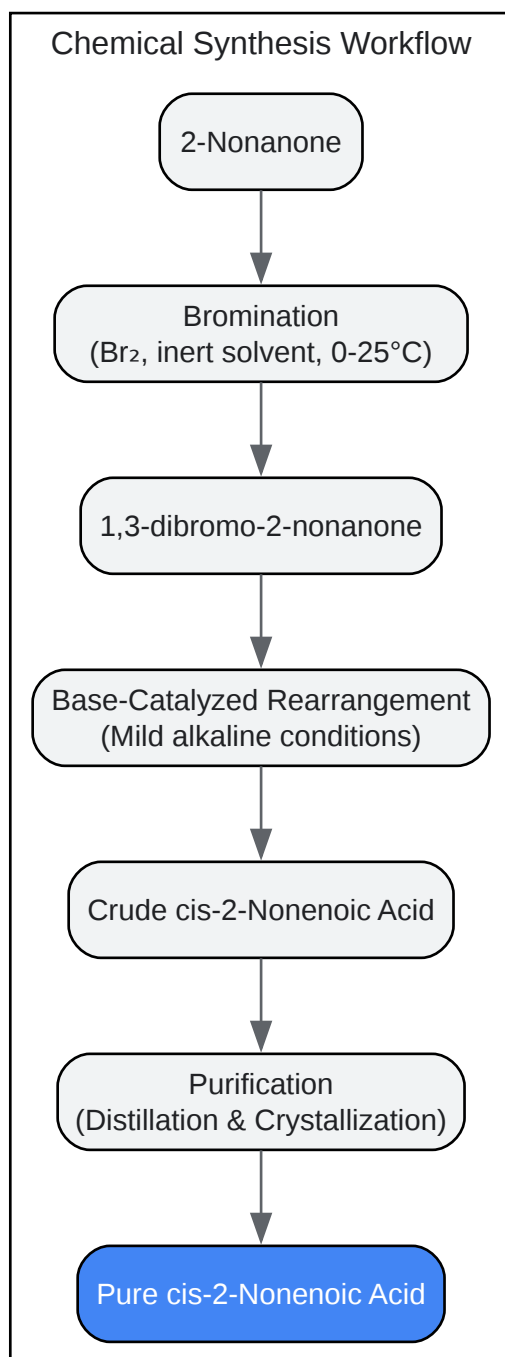 Chemical Synthesis Workflow
2-Nonanone
Bromination
(Br₂, inert solvent, 0-25°C)
1,3-dibromo-2-nonanone
Base-Catalyzed Rearrangement
(Mild alkaline conditions)
Crude cis-2-Nonenoic Acid
Purification
(Distillation & Crystallization)
Pure cis-2-Nonenoic Acid